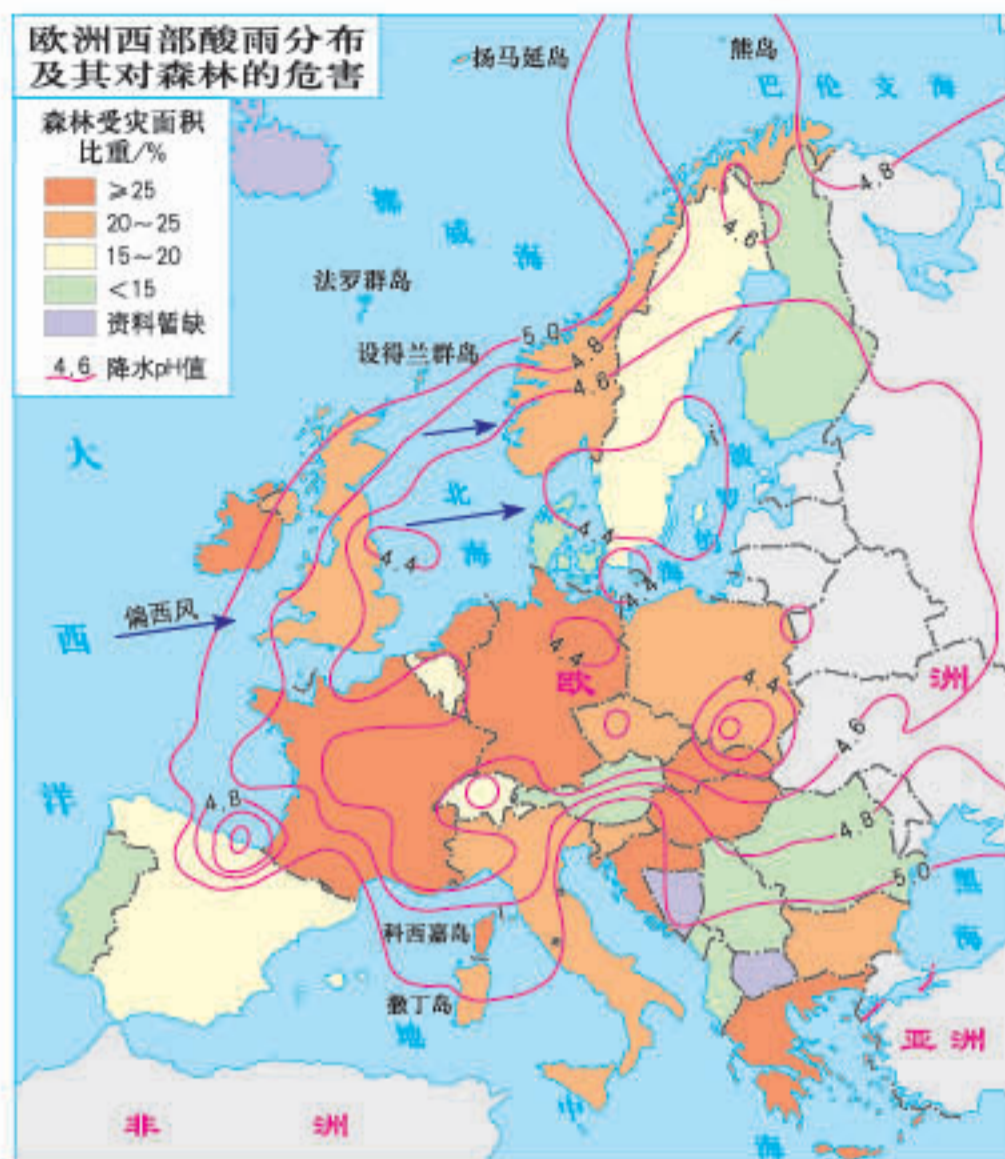 欧洲西部酸雨分布
及其对森林的危害
森林受灾面积
比重/%
≥25
20～25
15～20
<15
资料暂缺
4.6 降水pH值
扬马延岛
熊岛
巴伦支海
4.8
4.6
挪威海
法罗群岛
设得兰群岛
5.0
4.8
4.6
大西洋
北海
波罗的海
4.4
4.4
4.4
偏西风
4.4
欧洲
4.4
4.6
4.8
4.8
5.0
黑海
科西嘉岛
撒丁岛
地中海
亚洲
非洲